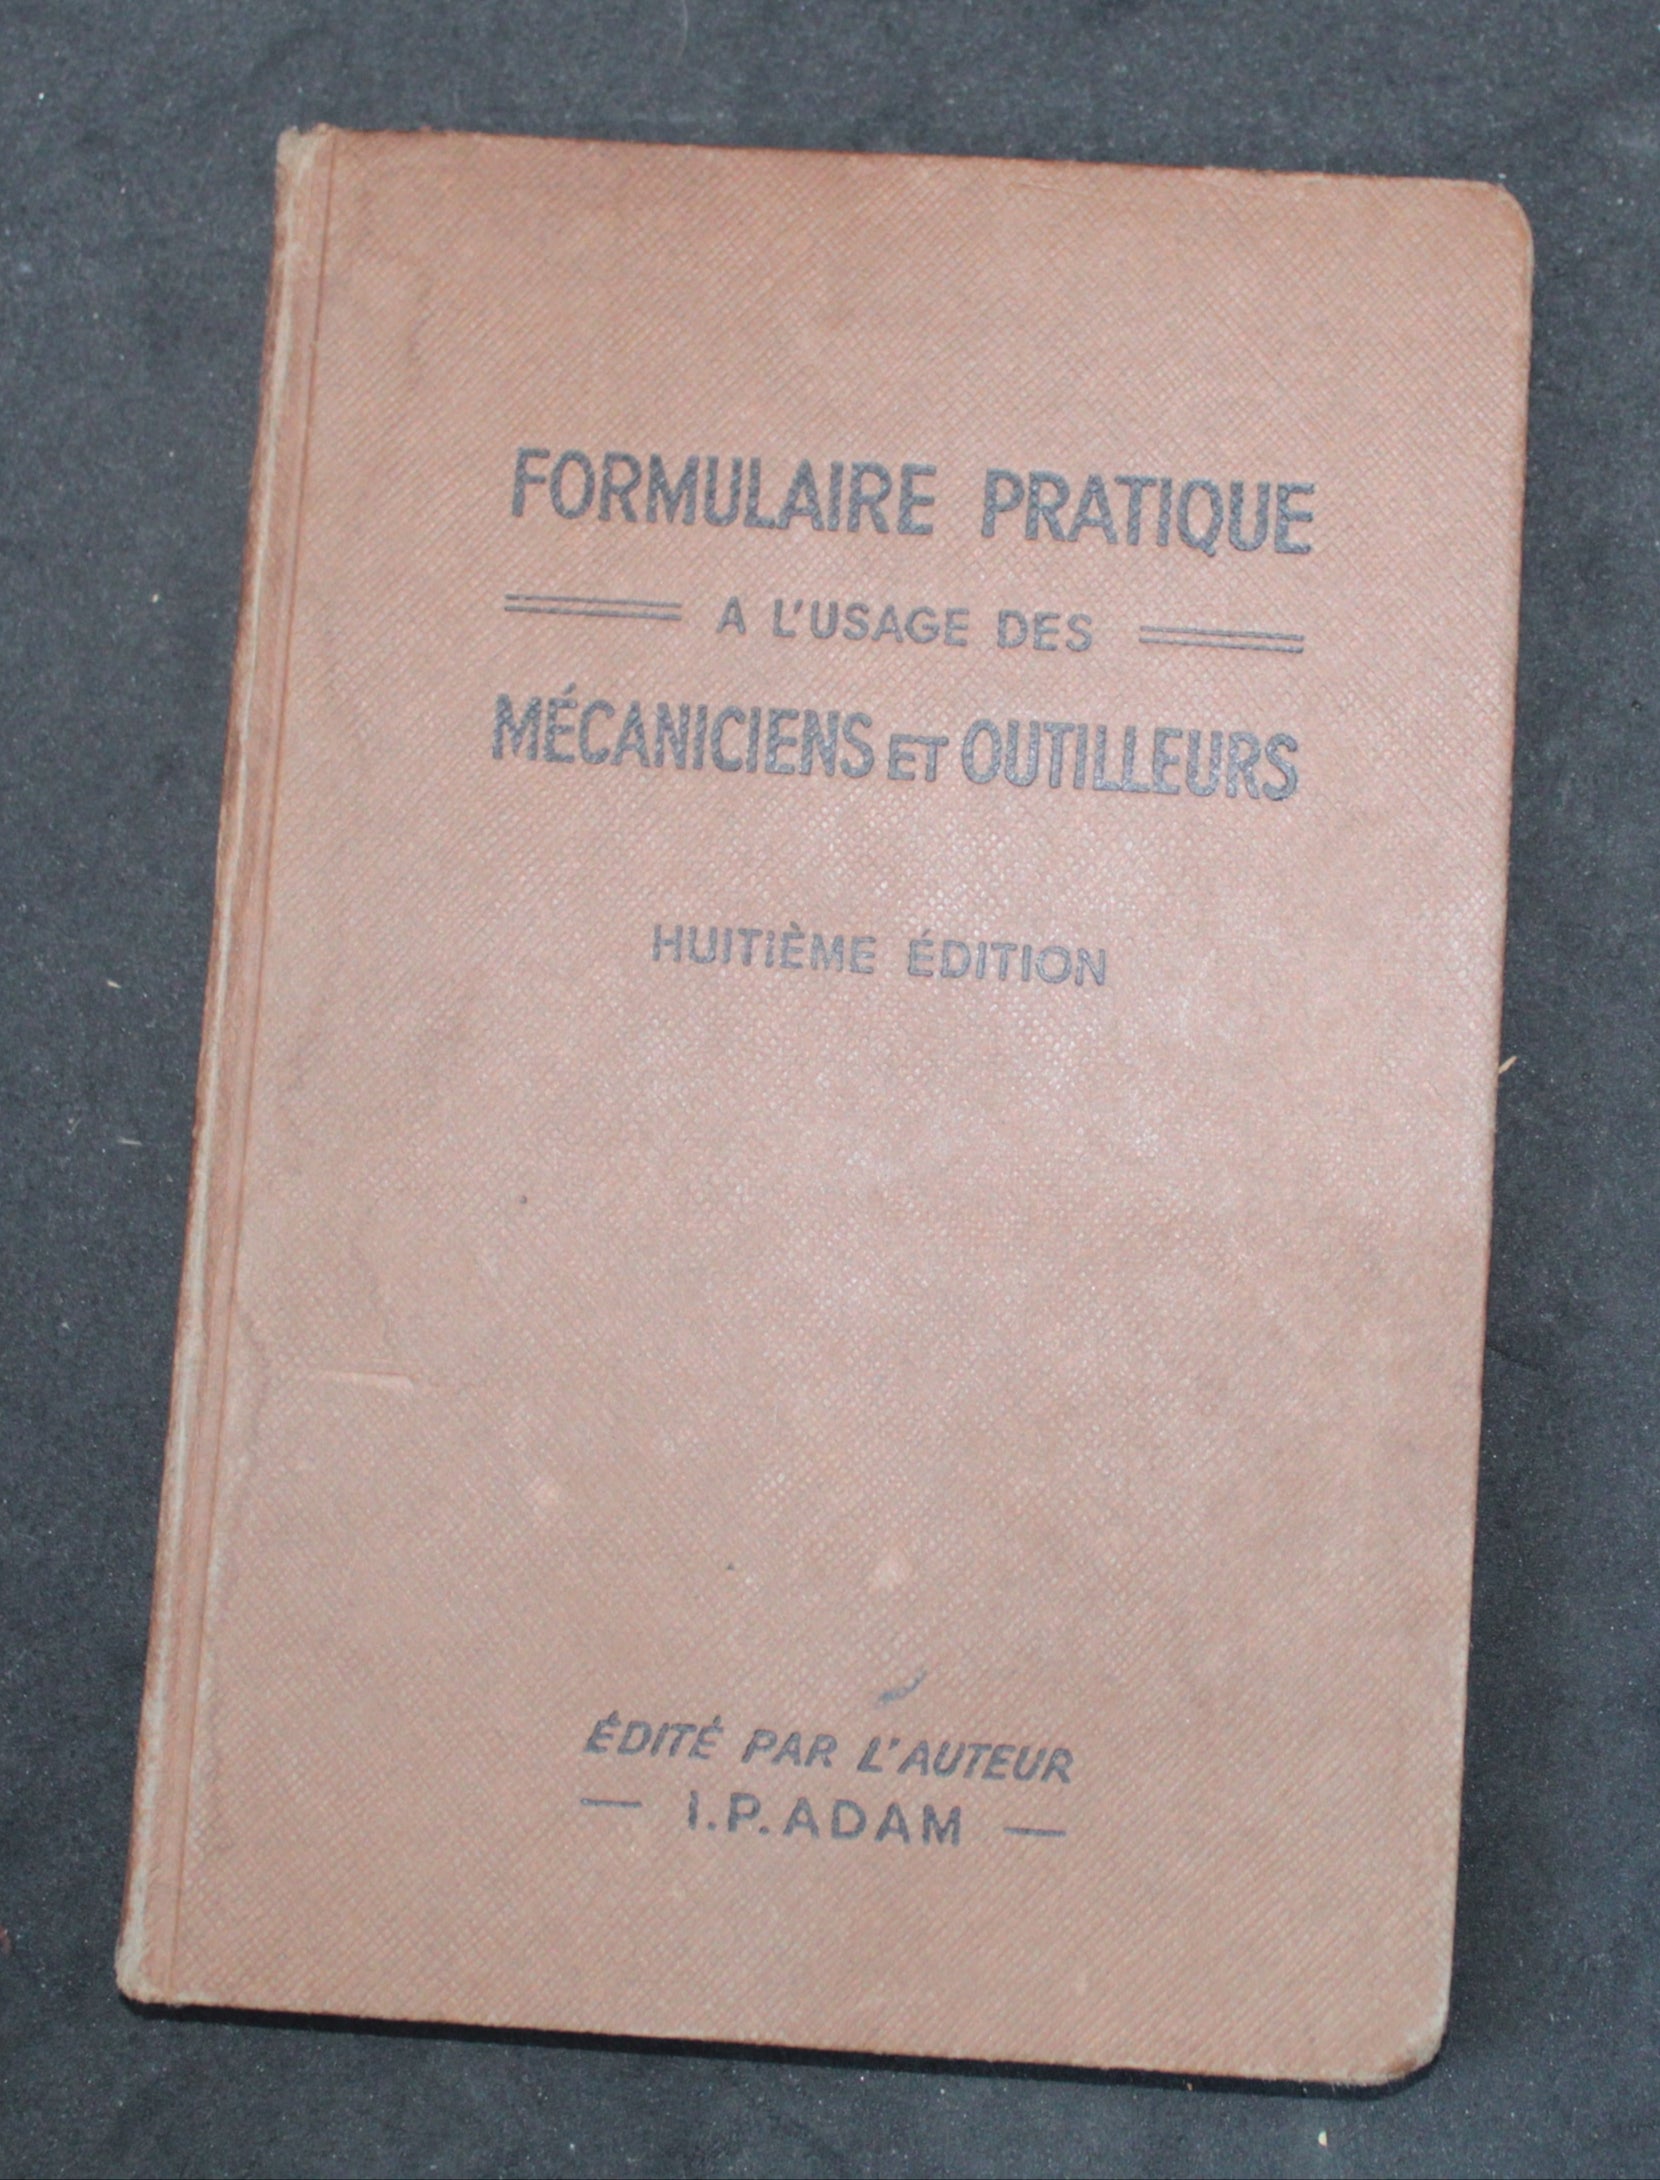 FORMULAIRE PRATIQUE
A L'USAGE DES
MÉCANICIENS ET OUTILLEURS
HUITIÈME ÉDITION
ÉDITÉ PAR L'AUTEUR
— I.P. ADAM —